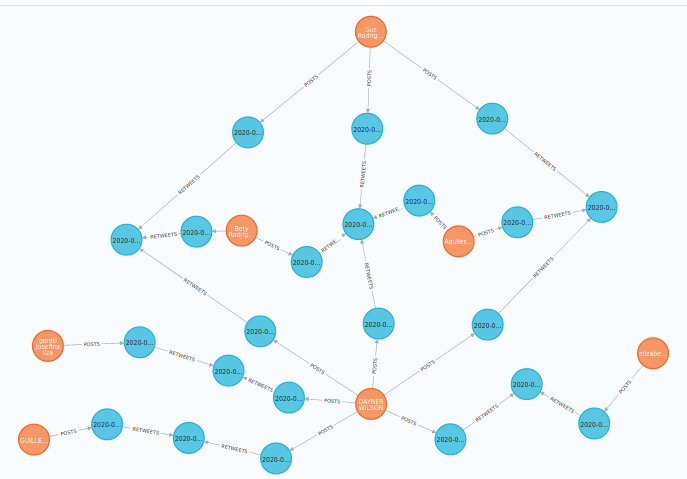 Gus
Rodrig...
POSTS
POSTS
POSTS
2020-0...
2020-0...
2020-0...
RETWEETS
RETWEETS
RETWEETS
2020-0...
2020-0...
2020-0...
RETWEE...
2020-0...
RETWEETS
2020-0...
Bety
Rodrig...
POSTS
2020-0...
RETWE...
POSTS
Aquiles...
POSTS
2020-0...
RETWEETS
2020-0...
RETWEETS
RETWEETS
RETWEETS
2020-0...
2020-0...
2020-0...
goreti
josefina
liza
POSTS
2020-0...
RETWEETS
2020-0...
RETWEETS
2020-0...
POSTS
POSTS
POSTS
POSTS
DAYNER
WILSON
elizabe...
POSTS
2020-0...
RETWEETS
2020-0...
RETWEETS
POSTS
2020-0...
GUILLE...
POSTS
2020-0...
RETWEETS
2020-0...
RETWEETS
2020-0...
POSTS